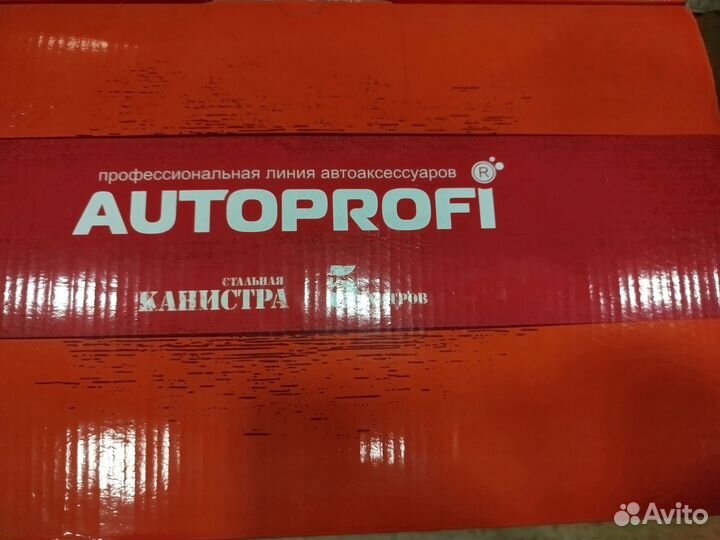 профессиональная линия автоаксессуаров ®
AUTOPROFI
СТАЛЬНАЯ
КАНИСТРА
Avito